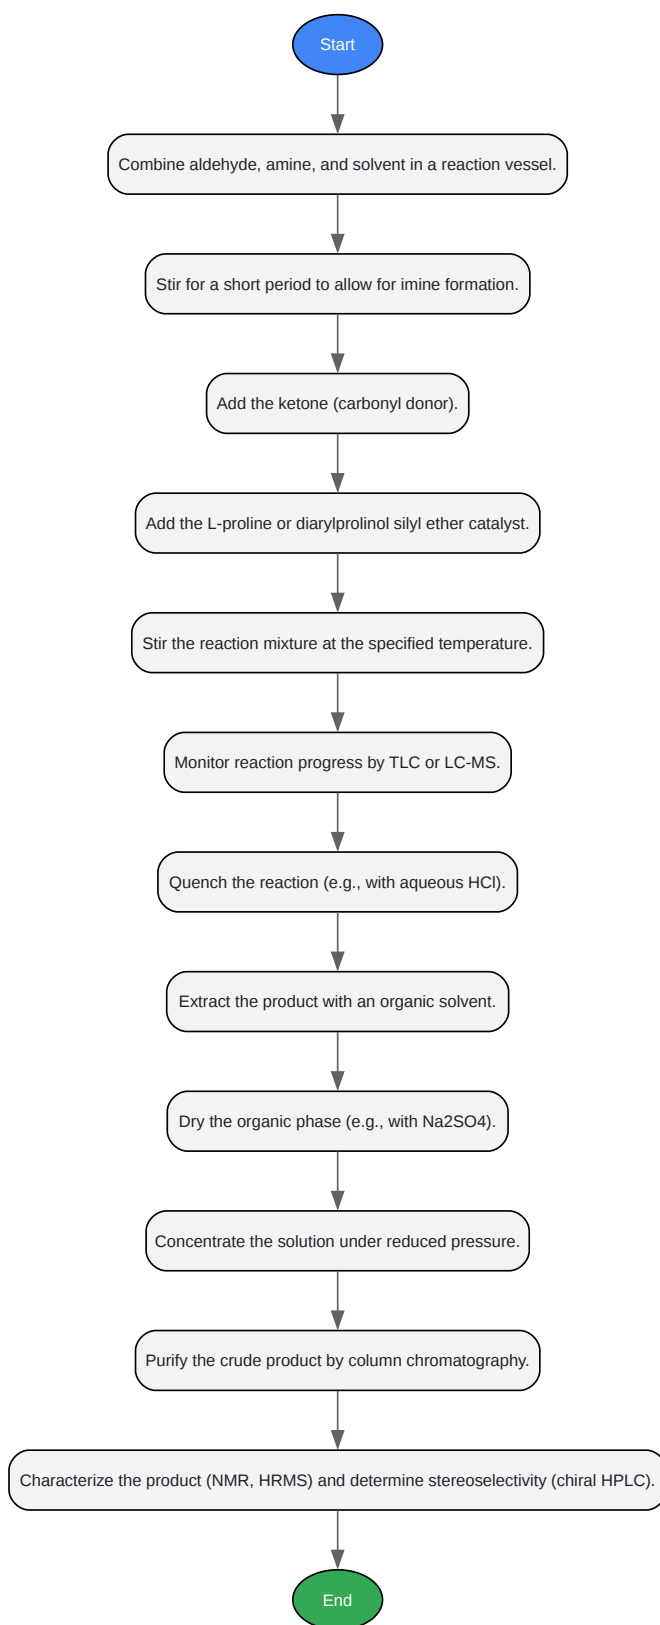 Start
Combine aldehyde, amine, and solvent in a reaction vessel.
Stir for a short period to allow for imine formation.
Add the ketone (carbonyl donor).
Add the L-proline or diarylprolinol silyl ether catalyst.
Stir the reaction mixture at the specified temperature.
Monitor reaction progress by TLC or LC-MS.
Quench the reaction (e.g., with aqueous HCl).
Extract the product with an organic solvent.
Dry the organic phase (e.g., with Na2SO4).
Concentrate the solution under reduced pressure.
Purify the crude product by column chromatography.
Characterize the product (NMR, HRMS) and determine stereoselectivity (chiral HPLC).
End